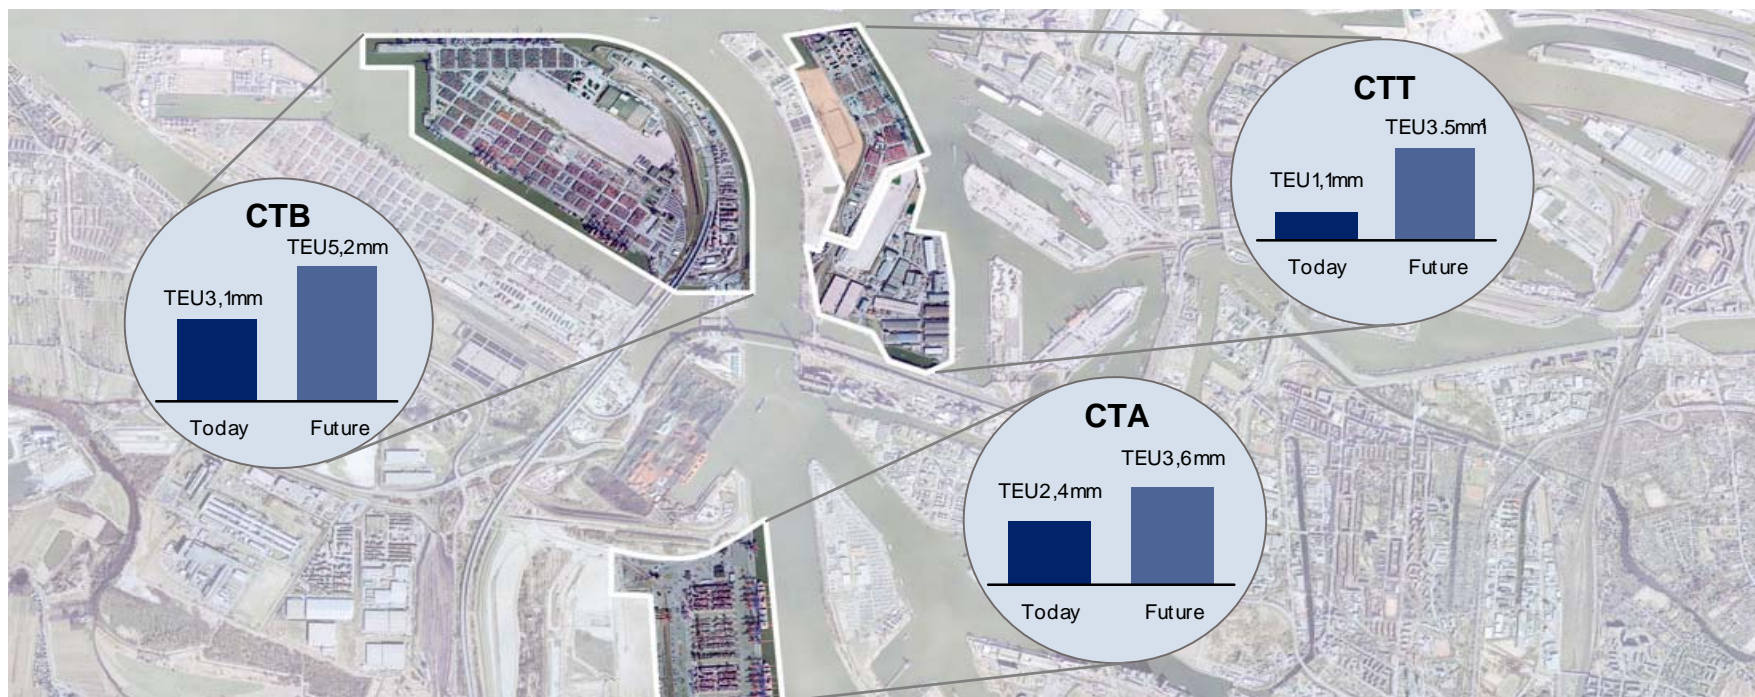 CTT
TEU3.5mm¹
TEU1,1mm
Today Future
CTB
TEU5,2mm
TEU3,1mm
Today Future
CTA
TEU3,6mm
TEU2,4mm
Today Future